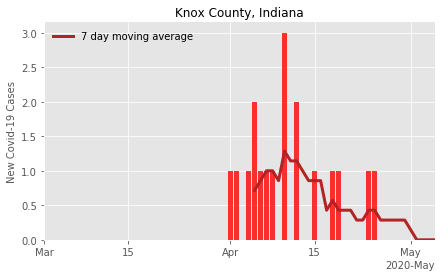 Knox County, Indiana
7 day moving average
New Covid-19 Cases
3.0
2.5
2.0
1.5
1.0
0.5
0.0
Mar 15 Apr 15 May
2020-May